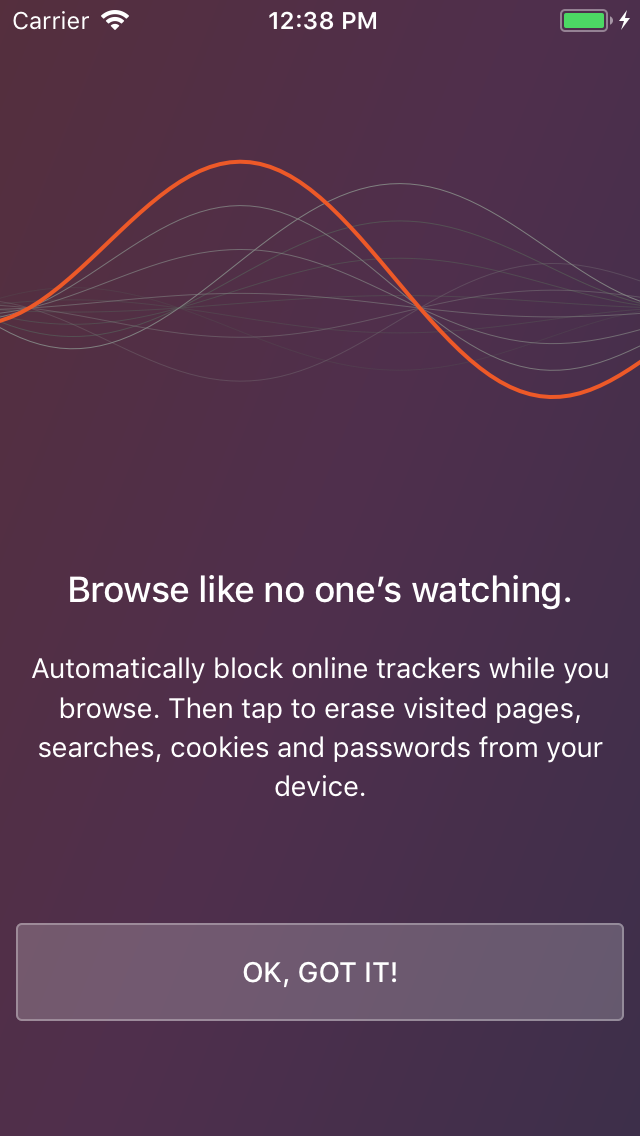 Carrier 12:38 PM
Browse like no one’s watching.
Automatically block online trackers while you
browse. Then tap to erase visited pages,
searches, cookies and passwords from your
device.
OK, GOT IT!